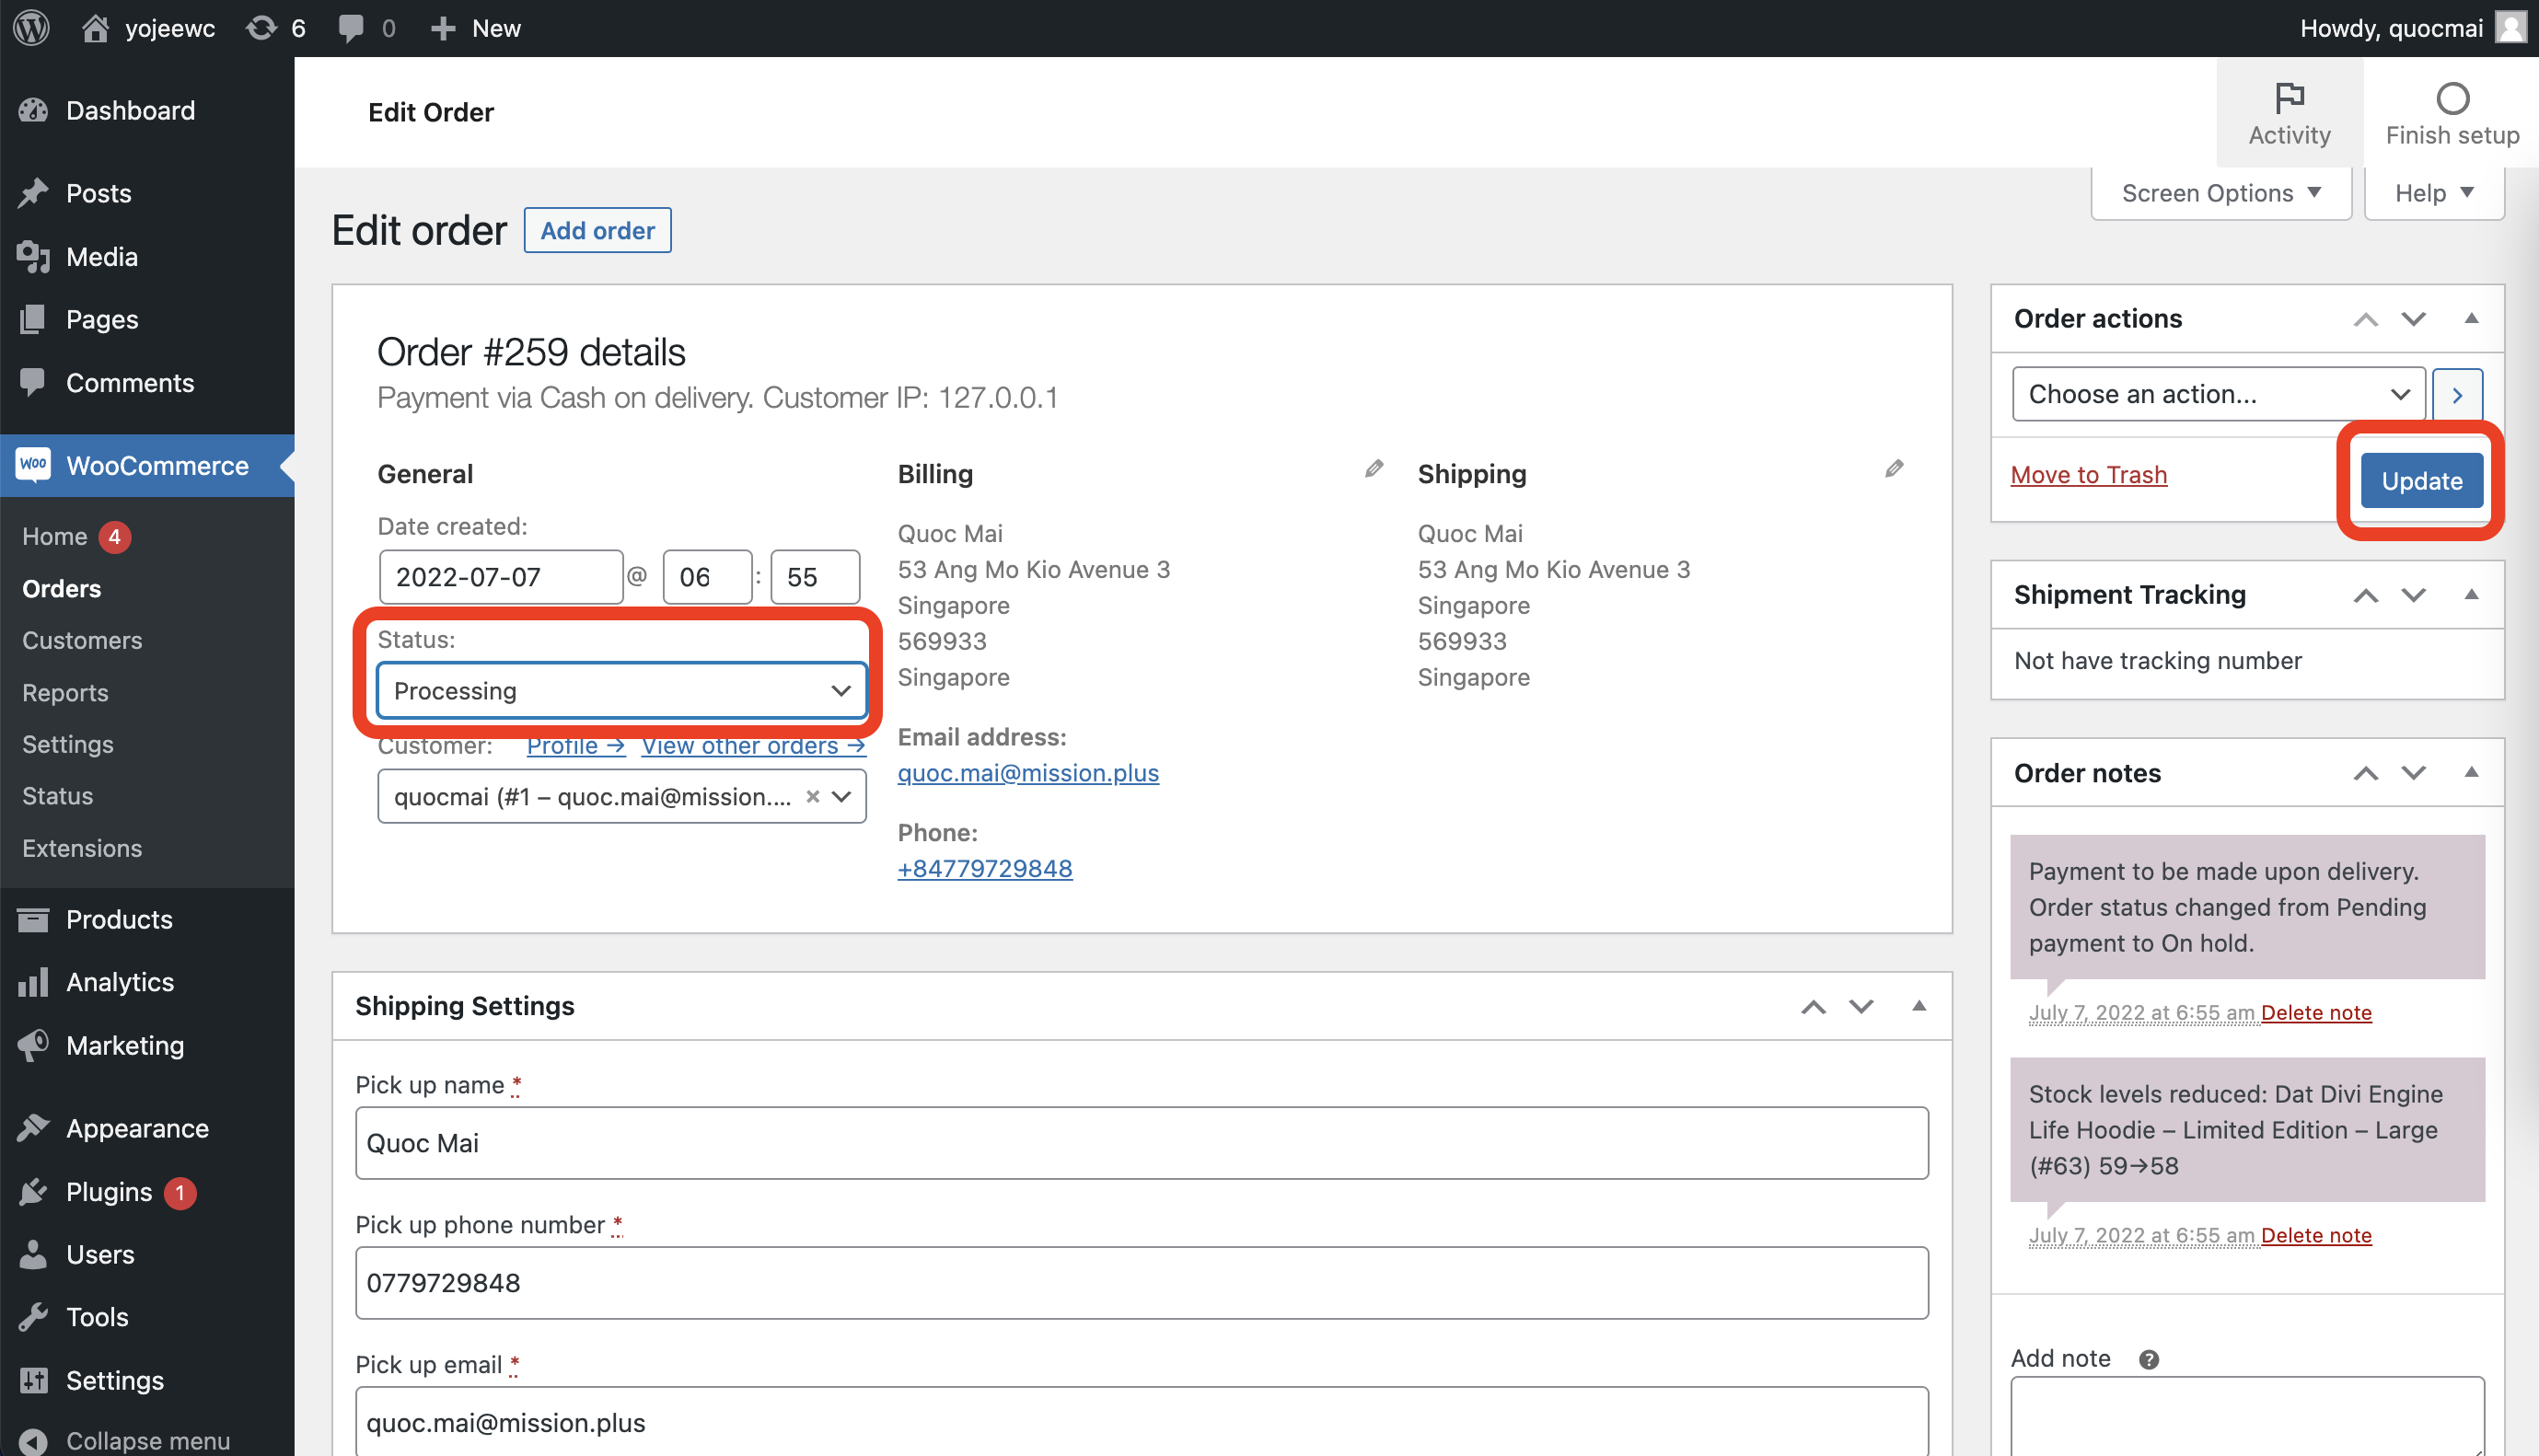 yojeewc
6
0
New
Howdy, quocmai
Dashboard
Posts
Media
Pages
Comments
Woo
WooCommerce
Home 4
Orders
Customers
Reports
Settings
Status
Extensions
Products
Analytics
Marketing
Appearance
Plugins 1
Users
Tools
Settings
Collapse menu
Edit Order
Activity
Finish setup
Screen Options
Help
Edit order
Add order
Order #259 details
Payment via Cash on delivery. Customer IP: 127.0.0.1
General
Date created:
2022-07-07 @ 06 : 55
Status:
Processing
Customer: Profile → View other orders →
quocmai (#1 – quoc.mai@mission.... ×
Billing
Quoc Mai
53 Ang Mo Kio Avenue 3
Singapore
569933
Singapore
Email address:
quoc.mai@mission.plus
Phone:
+84779729848
Shipping
Quoc Mai
53 Ang Mo Kio Avenue 3
Singapore
569933
Singapore
Shipping Settings
Pick up name *
Quoc Mai
Pick up phone number *
0779729848
Pick up email *
quoc.mai@mission.plus
Order actions
Choose an action...
Move to Trash
Update
Shipment Tracking
Not have tracking number
Order notes
Payment to be made upon delivery.
Order status changed from Pending
payment to On hold.
July 7, 2022 at 6:55 am Delete note
Stock levels reduced: Dat Divi Engine
Life Hoodie – Limited Edition – Large
(#63) 59→58
July 7, 2022 at 6:55 am Delete note
Add note ?